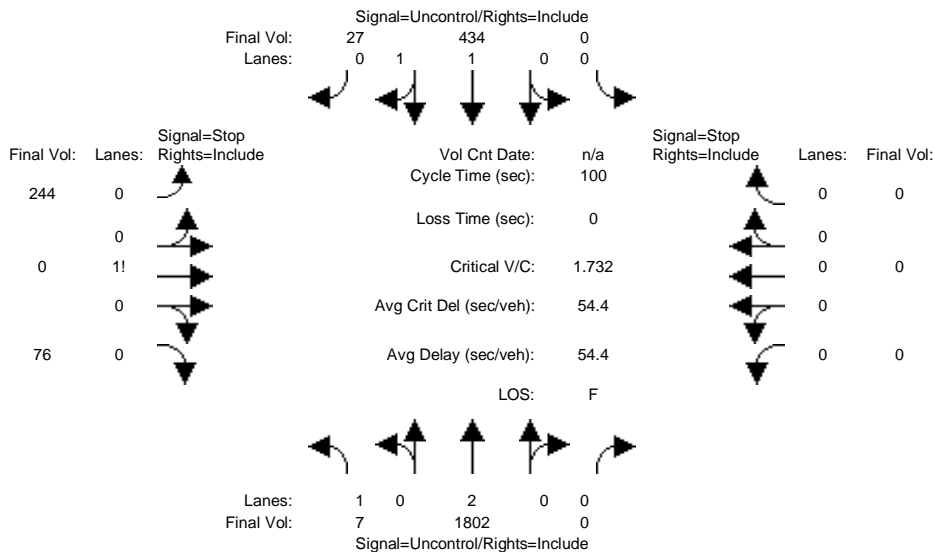 Signal=Uncontrol/Rights=Include
Final Vol: 27 434 0
Lanes: 0 1 1 0 0
Signal=Stop Signal=Stop
Final Vol: Lanes: Rights=Include Vol Cnt Date: n/a Rights=Include Lanes: Final Vol:
Cycle Time (sec): 100
244 0 0 0
Loss Time (sec): 0
0 0
0 1! Critical V/C: 1.732 0 0
0 Avg Crit Del (sec/veh): 54.4 0
76 0 Avg Delay (sec/veh): 54.4 0 0
LOS: F
Lanes: 1 0 2 0 0
Final Vol: 7 1802 0
Signal=Uncontrol/Rights=Include